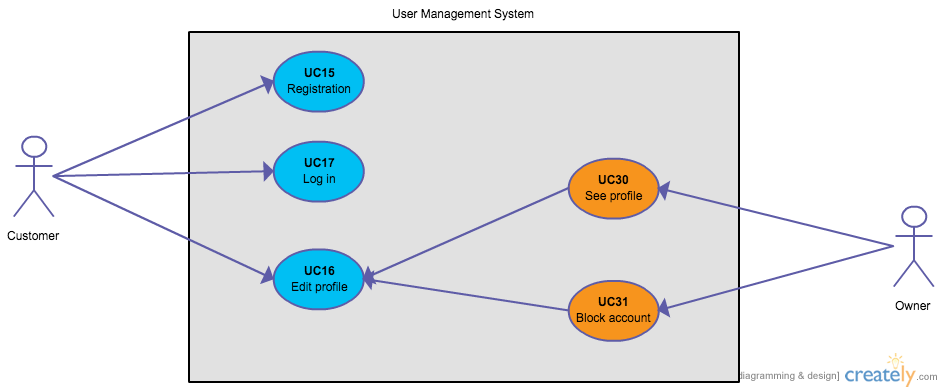 User Management System
UC15
Registration
UC17
Log in
UC30
See profile
Customer
UC16
Edit profile
UC31
Block account
Owner
diagramming & design]
creately.com